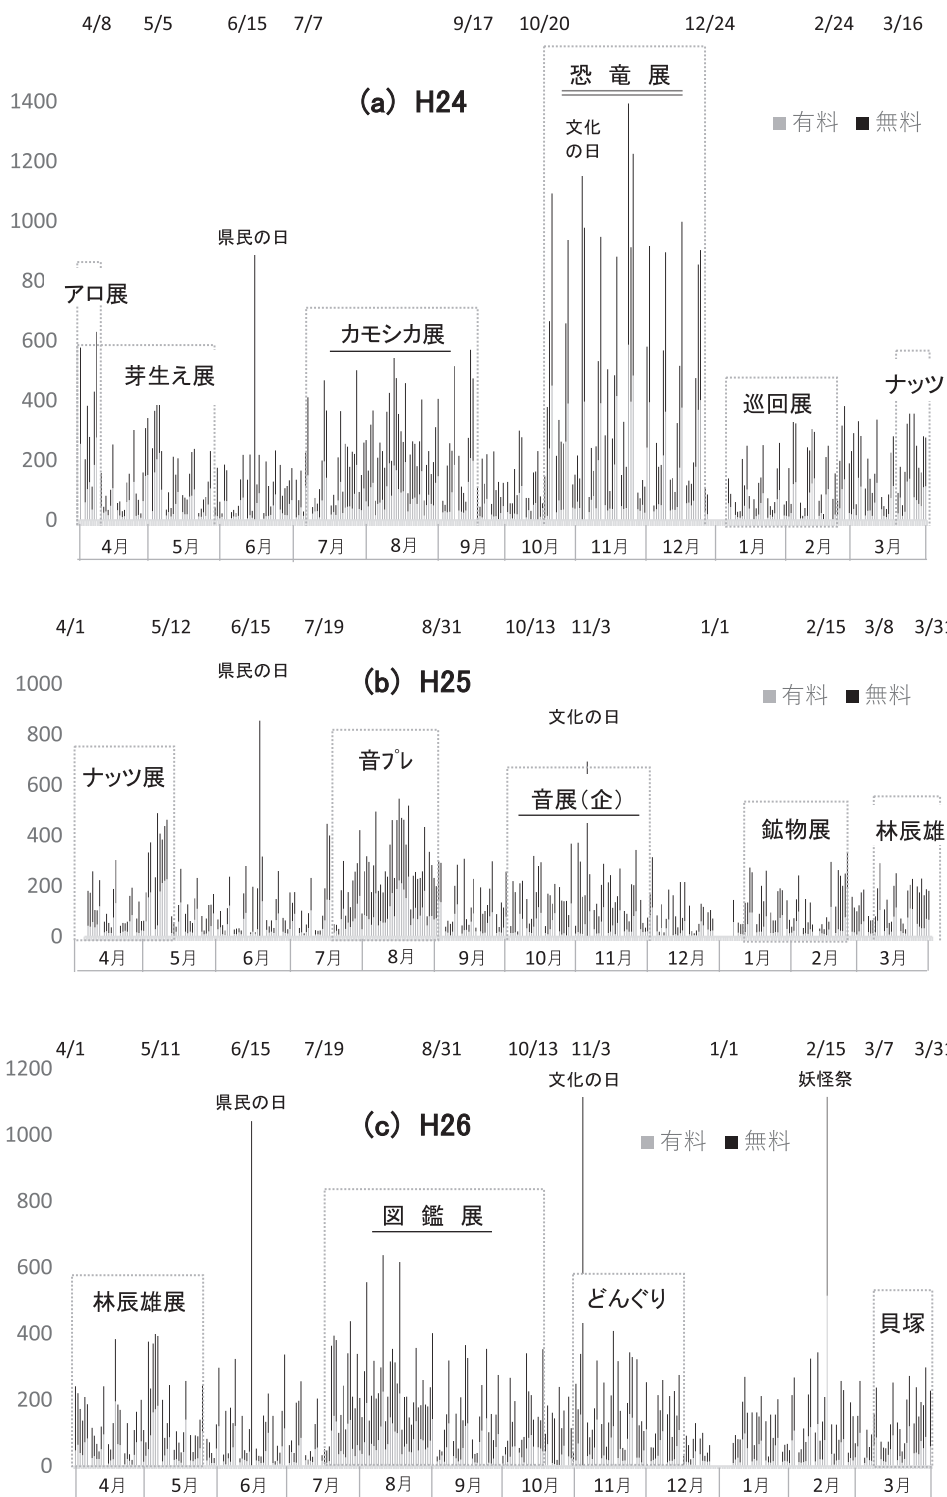 4/8 5/5 6/15 7/7 9/17 10/20 12/24 2/24 3/16
(a) H24
恐竜展
有料 無料
文化
の日
県民の日
アロ展
芽生え展
カモシカ展
巡回展
ナッツ
1400
1200
1000
80
600
400
200
0
4月 5月 6月 7月 8月 9月 10月 11月 12月 1月 2月 3月
4/1 5/12 6/15 7/19 8/31 10/13 11/3 1/1 2/15 3/8 3/31
県民の日
(b) H25
有料 無料
文化の日
ナッツ展
音プレ
音展(企)
鉱物展
林辰雄
1000
800
600
400
200
0
4月 5月 6月 7月 8月 9月 10月 11月 12月 1月 2月 3月
4/1 5/11 6/15 7/19 8/31 10/13 11/3 1/1 2/15 3/7 3/31
県民の日
文化の日
妖怪祭
(c) H26
有料 無料
林辰雄展
図鑑展
どんぐり
貝塚
1200
1000
800
600
400
200
0
4月 5月 6月 7月 8月 9月 10月 11月 12月 1月 2月 3月